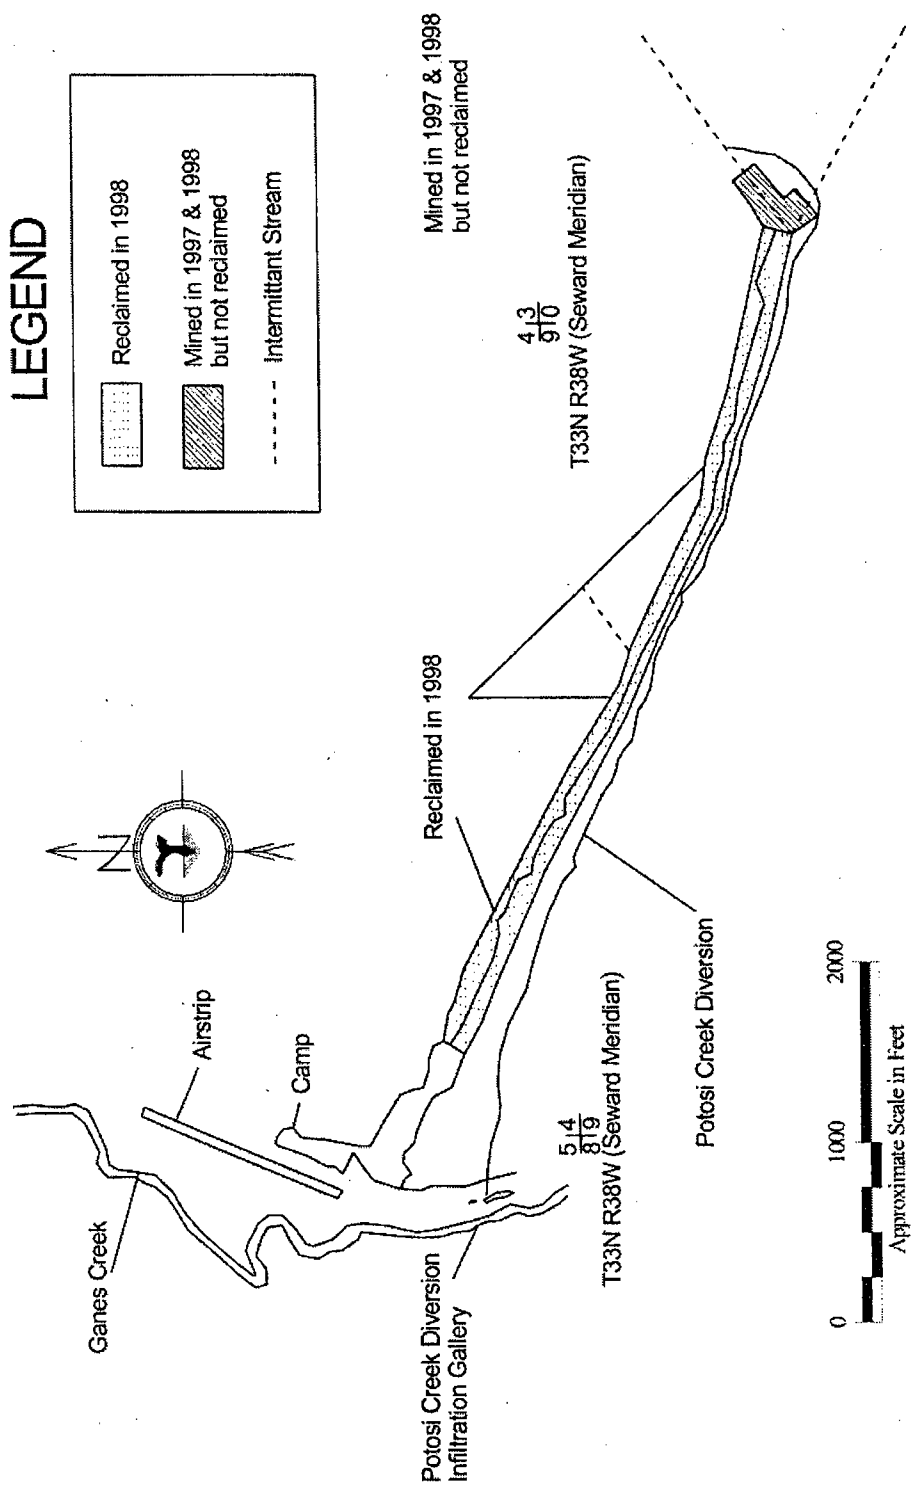 LEGEND
Reclaimed in 1998
Mined in 1997 & 1998
but not reclaimed
Intermittant Stream
N
Ganes Creek
Airstrip
Camp
Reclaimed in 1998
Mined in 1997 & 1998
but not reclaimed
Potosi Creek Diversion
Infiltration Gallery
5 4
8 9
T33N R38W (Seward Meridian)
4 3
9 10
T33N R38W (Seward Meridian)
Potosi Creek Diversion
0 1000 2000
Approximate Scale in Feet